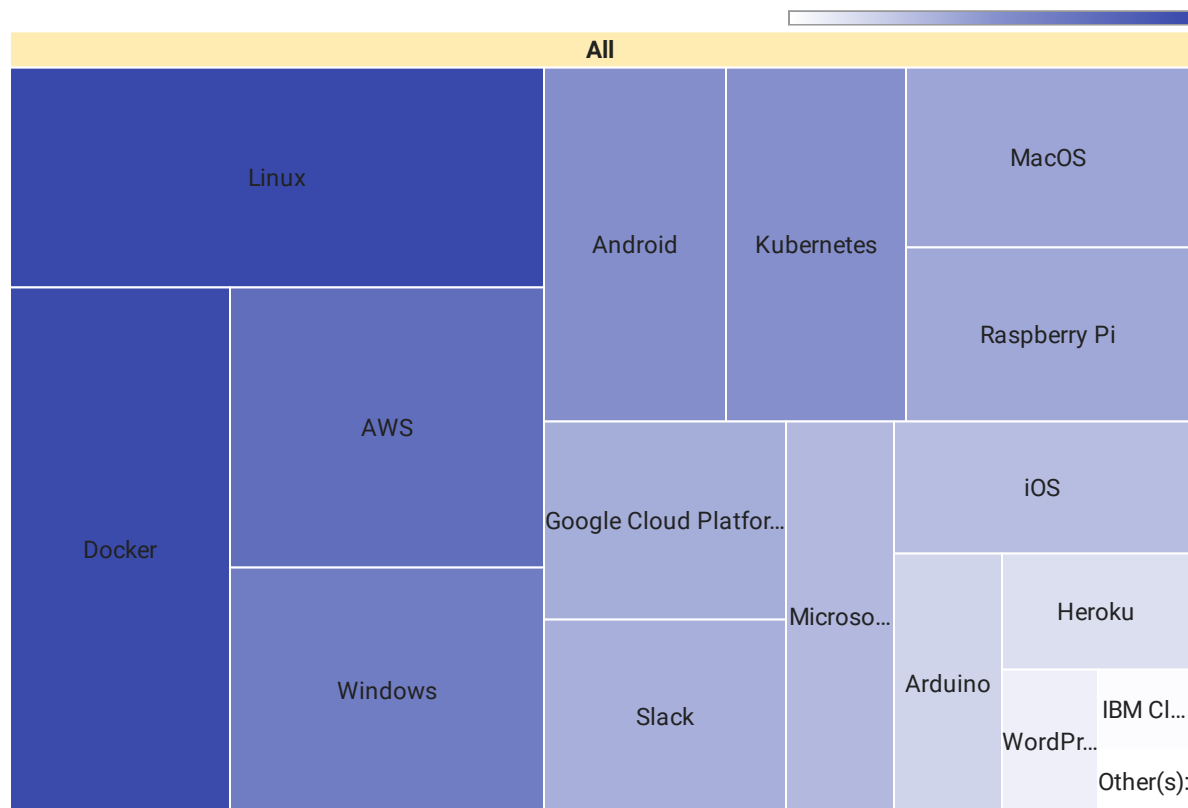 All
Linux
Android
Kubernetes
MacOS
Raspberry Pi
Docker
AWS
Windows
Google Cloud Platfor...
Slack
Microso...
iOS
Arduino
Heroku
WordPr...
IBM Cl...
Other(s):